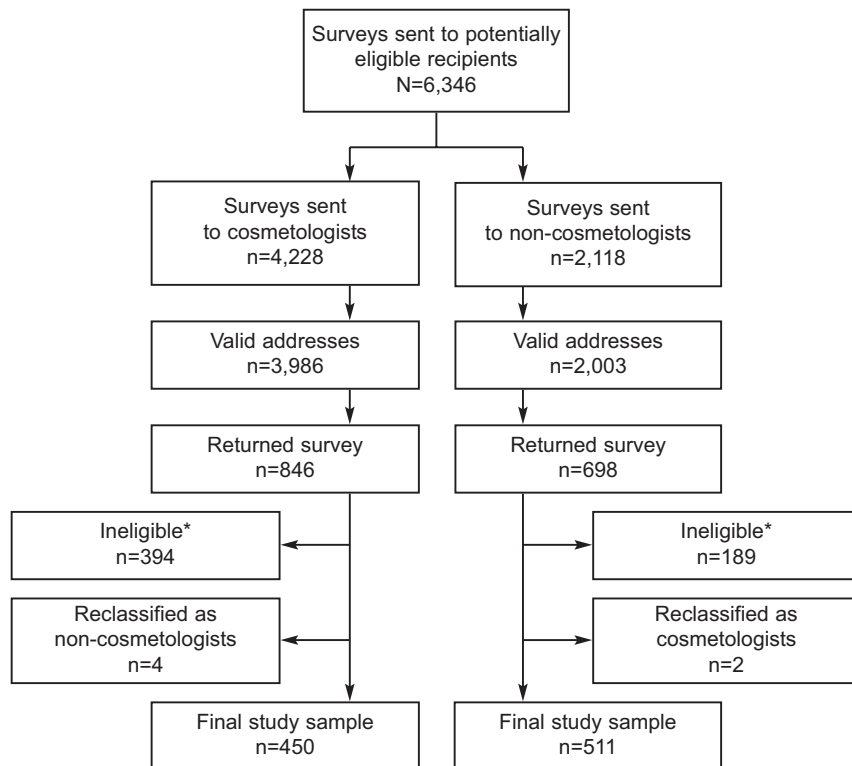 Surveys sent to potentially
eligible recipients
N=6,346
Surveys sent
to cosmetologists
n=4,228
Surveys sent
to non-cosmetologists
n=2,118
Valid addresses
n=3,986
Valid addresses
n=2,003
Returned survey
n=846
Returned survey
n=698
Ineligible*
n=394
Ineligible*
n=189
Reclassified as
non-cosmetologists
n=4
Reclassified as
cosmetologists
n=2
Final study sample
n=450
Final study sample
n=511